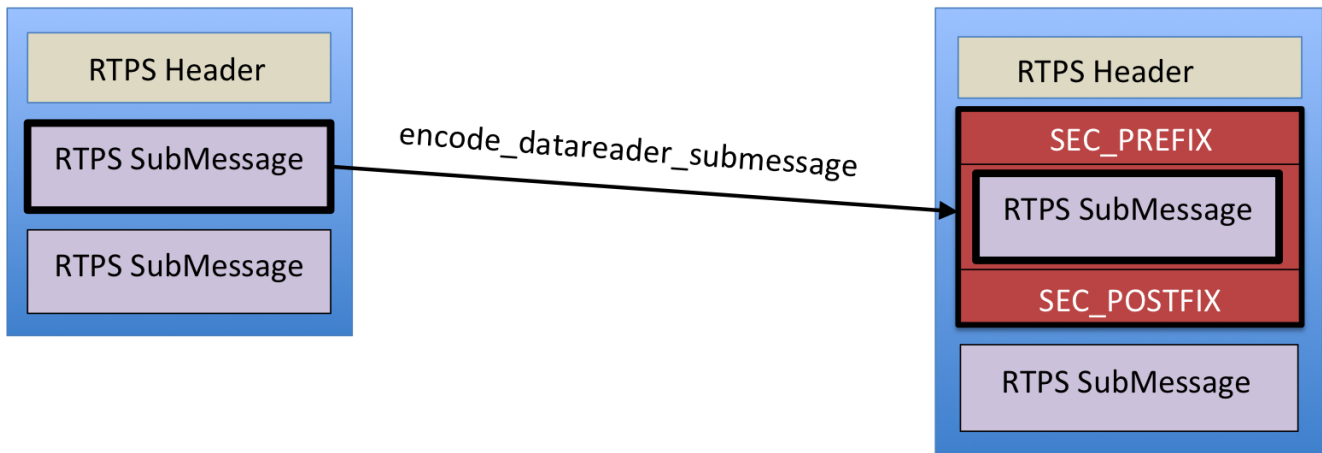 RTPS Header
RTPS SubMessage
RTPS SubMessage
encode_datareader_submessage
RTPS Header
SEC_PREFIX
RTPS SubMessage
SEC_POSTFIX
RTPS SubMessage